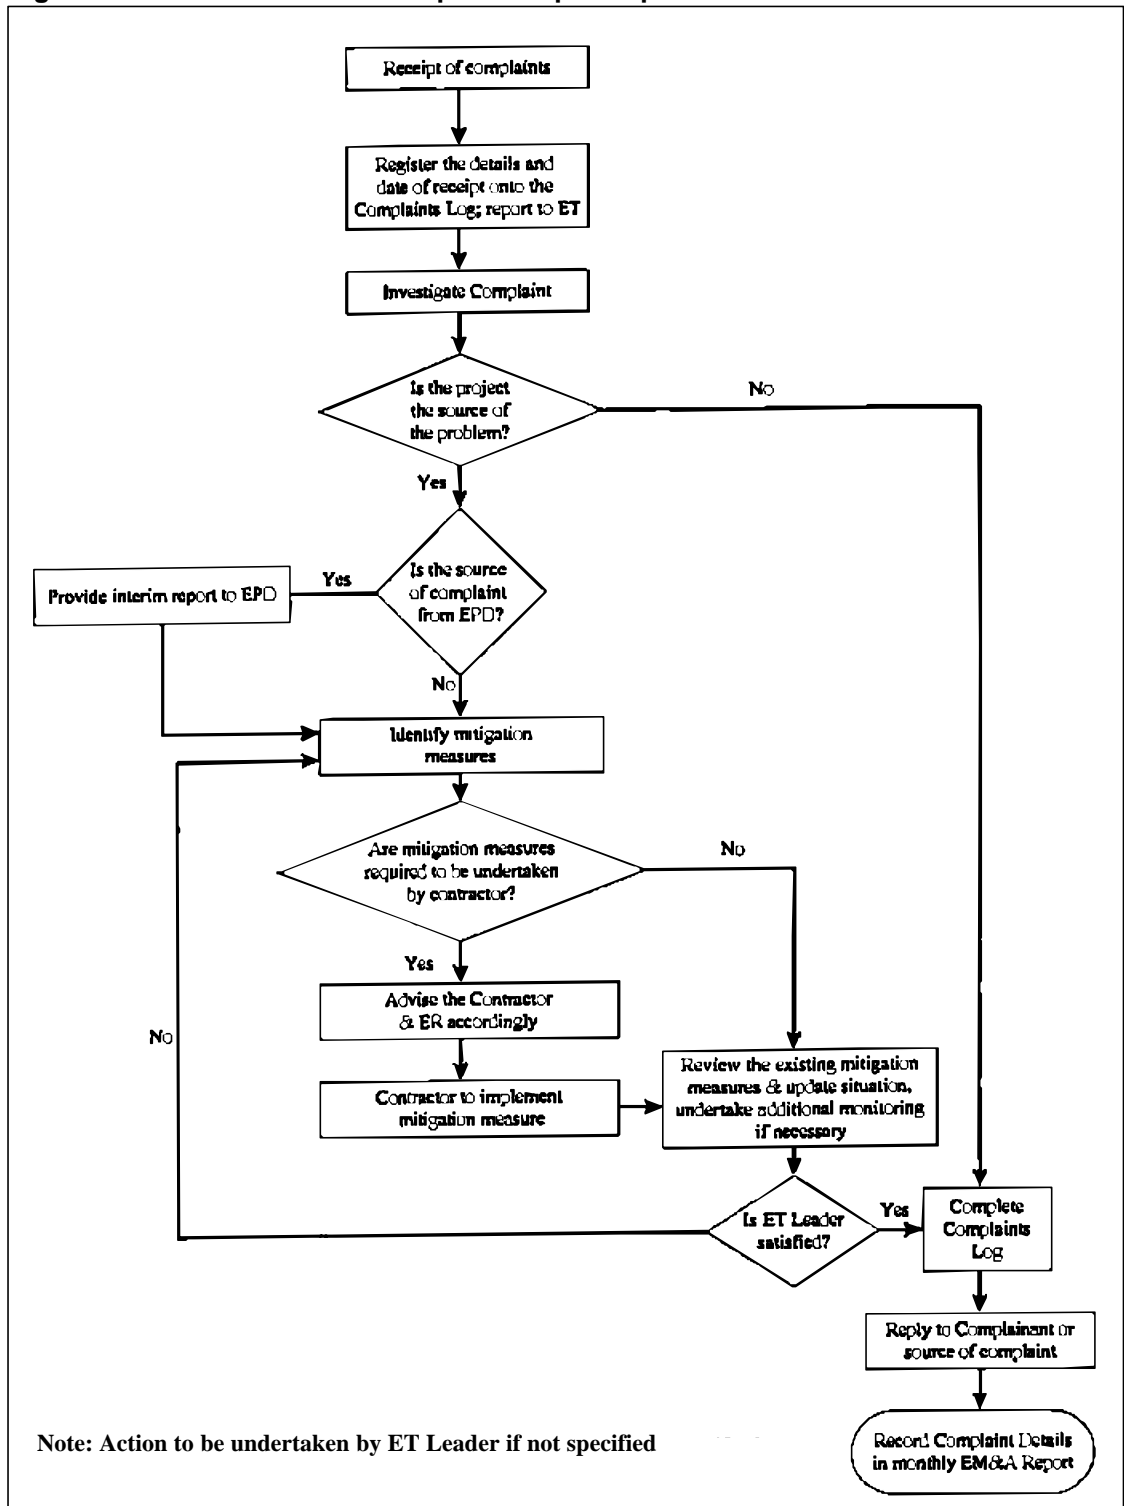 Receipt of complaints
Register the details and
date of receipt onto the
Complaints Log; report to ET
Investigate Complaint
Is the project
the source of
the problem?
No
Yes
Is the source
of complaint
from EPD?
Yes
Provide interim report to EPD
No
Identify mitigation
measures
Are mitigation measures
required to be undertaken
by contractor?
No
Yes
Advise the Contractor
& ER accordingly
No
Contractor to implement
mitigation measure
Review the existing mitigation
measures & update situation,
undertake additional monitoring
if necessary
Is ET Leader
satisfied?
Yes
Complete
Complaints
Log
Reply to Complainant or
source of complaint
Record Complaint Details
in monthly EM&A Report
Note: Action to be undertaken by ET Leader if not specified